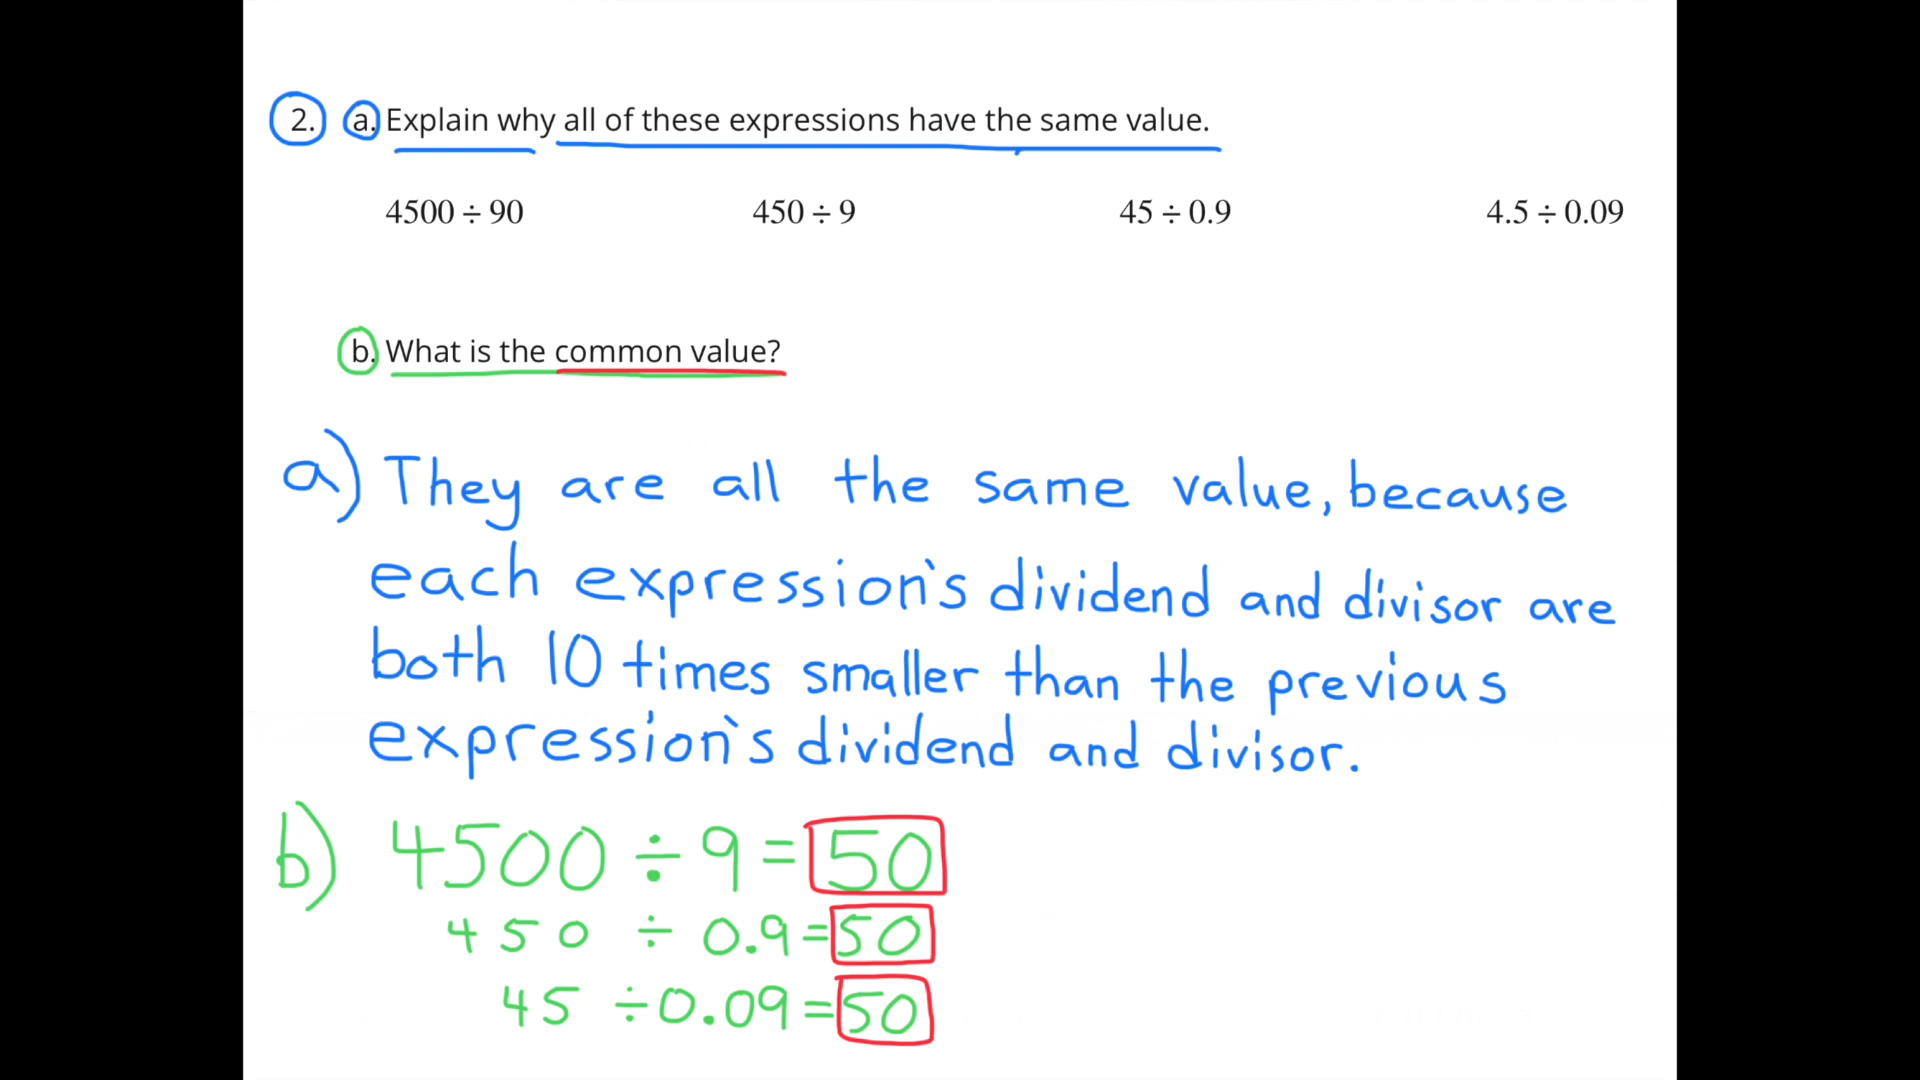 2. a. Explain why all of these expressions have the same value.
4500 ÷ 90 450 ÷ 9 45 ÷ 0.9 4.5 ÷ 0.09
b. What is the common value?
a) They are all the same value, because
each expression's dividend and divisor are
both 10 times smaller than the previous
expression's dividend and divisor.
b) 4500 ÷ 9 = 50
450 ÷ 0.9 = 50
45 ÷ 0.09 = 50